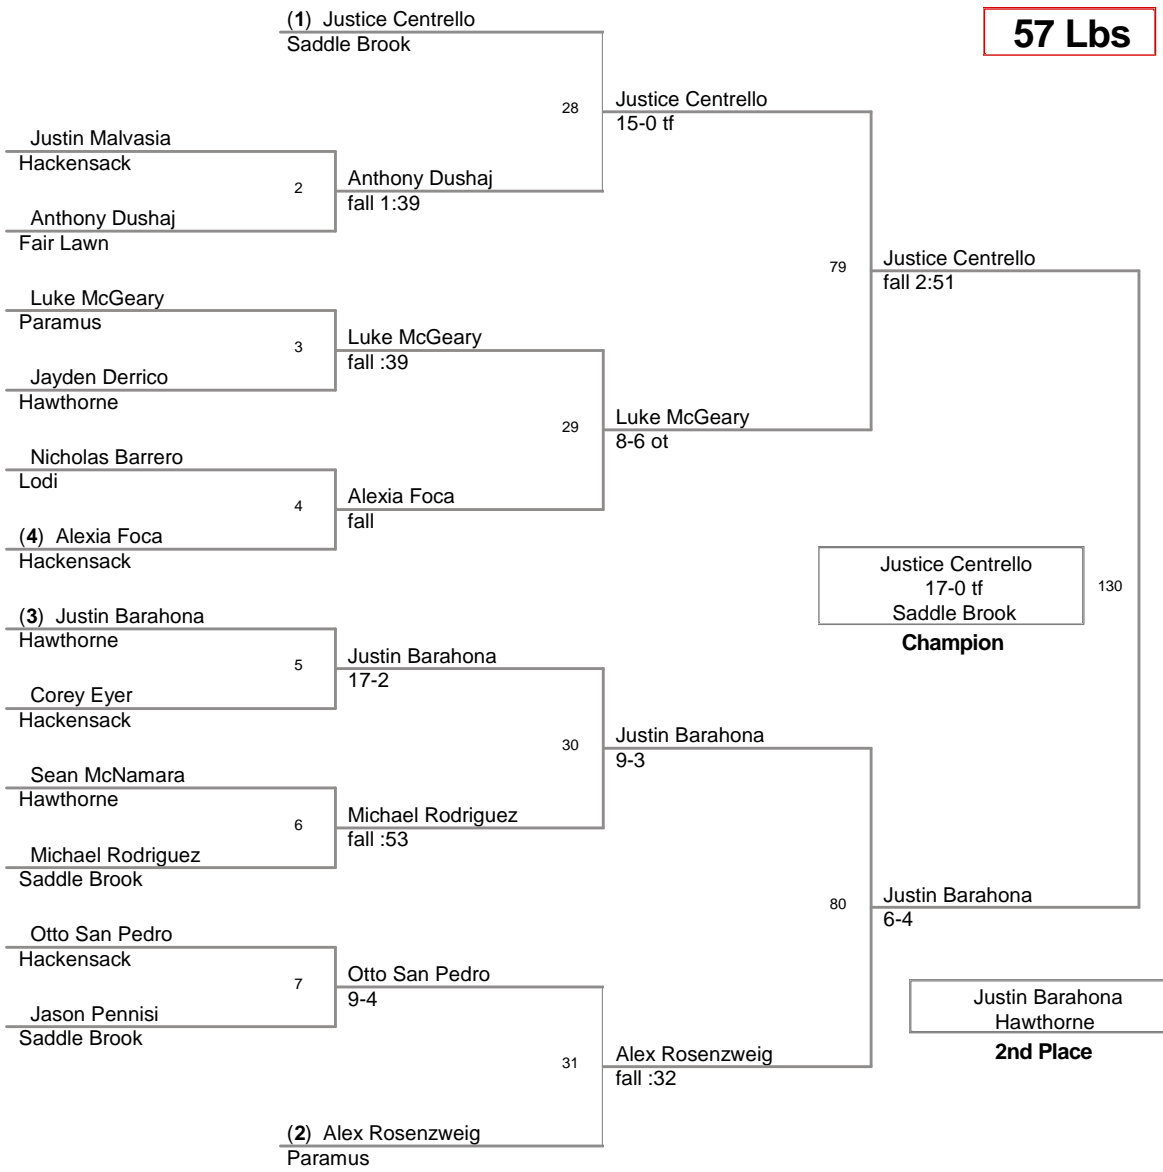 (1) Justice Centrello
Saddle Brook
57 Lbs
28
Justice Centrello
15-0 tf
Justin Malvasia
Hackensack
2
Anthony Dushaj
fall 1:39
Anthony Dushaj
Fair Lawn
79
Justice Centrello
fall 2:51
Luke McGeary
Paramus
3
Luke McGeary
fall :39
Jayden Derrico
Hawthorne
29
Luke McGeary
8-6 ot
Nicholas Barrero
Lodi
4
Alexia Foca
fall
(4) Alexia Foca
Hackensack
Justice Centrello
17-0 tf
Saddle Brook
130
Champion
(3) Justin Barahona
Hawthorne
5
Justin Barahona
17-2
Corey Eyer
Hackensack
30
Justin Barahona
9-3
Sean McNamara
Hawthorne
6
Michael Rodriguez
fall :53
Michael Rodriguez
Saddle Brook
80
Justin Barahona
6-4
Otto San Pedro
Hackensack
7
Otto San Pedro
9-4
Jason Pennisi
Saddle Brook
Justin Barahona
Hawthorne
2nd Place
31
Alex Rosenzweig
fall :32
(2) Alex Rosenzweig
Paramus